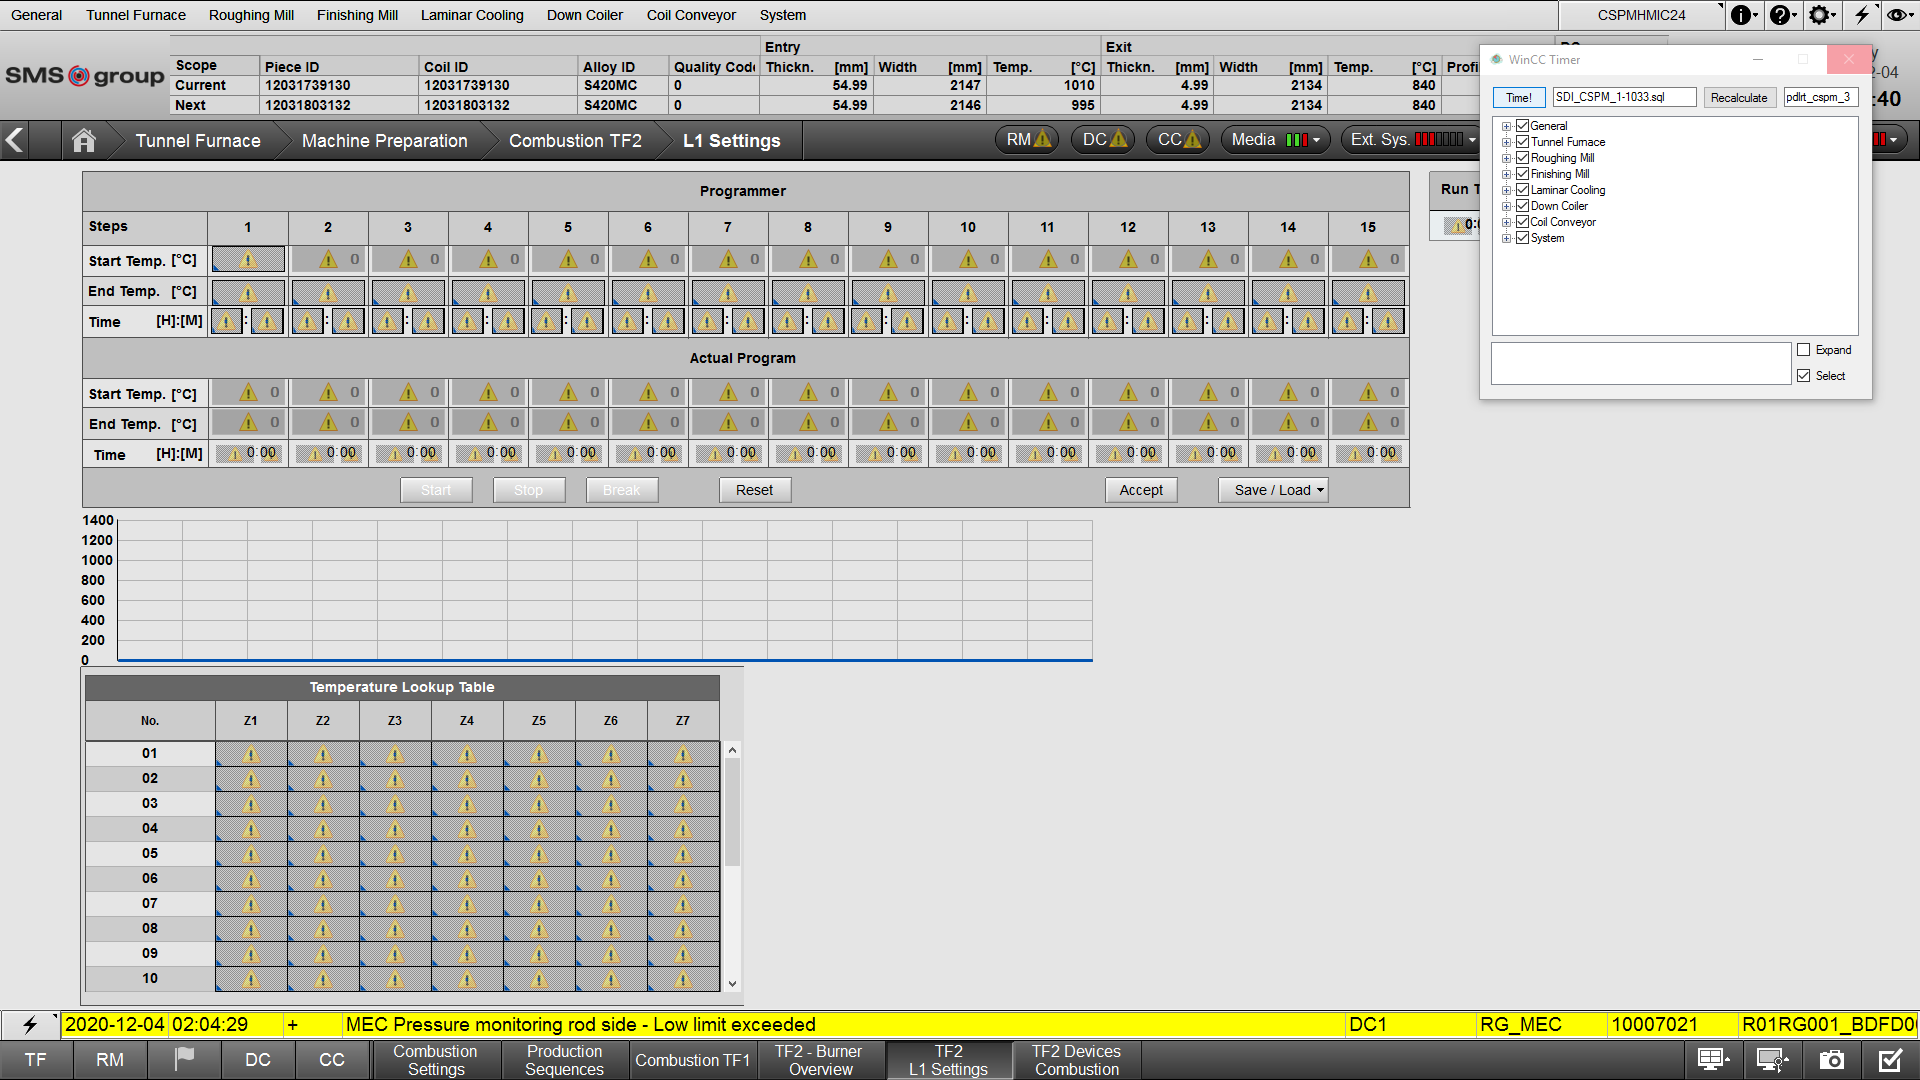 General Tunnel Furnace Roughing Mill Finishing Mill Laminar Cooling Down Coiler Coil Conveyor System CSPMHMIC24
Entry Exit
SMS group
Scope Piece ID Coil ID Alloy ID Quality Code Thickn. [mm] Width [mm] Temp. [°C] Thickn. [mm] Width [mm] Temp. [°C] Profi
Current 12031739130 12031739130 S420MC 0 54.99 2147 1010 4.99 2134 840
Next 12031803132 12031803132 S420MC 0 54.99 2146 995 4.99 2134 840
2-04
:40
Tunnel Furnace Machine Preparation Combustion TF2 L1 Settings RM DC CC Media Ext. Sys.
WinCC Timer
Time! SDI_CSPM_1-1033.sql Recalculate pdlrt_cspm_3
General
Tunnel Furnace
Roughing Mill
Finishing Mill
Laminar Cooling
Down Coiler
Coil Conveyor
System
Expand
Select
Programmer
Run T
Steps 1 2 3 4 5 6 7 8 9 10 11 12 13 14 15
0:
Start Temp. [°C] 0 0 0 0 0 0 0 0 0 0 0 0 0 0
End Temp. [°C]
Time [H]:[M] : : : : : : : : : : : : : : :
Actual Program
Start Temp. [°C] 0 0 0 0 0 0 0 0 0 0 0 0 0 0 0
End Temp. [°C] 0 0 0 0 0 0 0 0 0 0 0 0 0 0 0
Time [H]:[M] 0:00 0:00 0:00 0:00 0:00 0:00 0:00 0:00 0:00 0:00 0:00 0:00 0:00 0:00 0:00
Start Stop Break Reset Accept Save / Load
1400
1200
1000
800
600
400
200
0
Temperature Lookup Table
No. Z1 Z2 Z3 Z4 Z5 Z6 Z7
01
02
03
04
05
06
07
08
09
10
2020-12-04 02:04:29 + MEC Pressure monitoring rod side - Low limit exceeded DC1 RG_MEC 10007021 R01RG001_BDFD0
TF RM DC CC
Combustion Settings
Production Sequences
Combustion TF1
TF2 - Burner Overview
TF2 L1 Settings
TF2 Devices Combustion